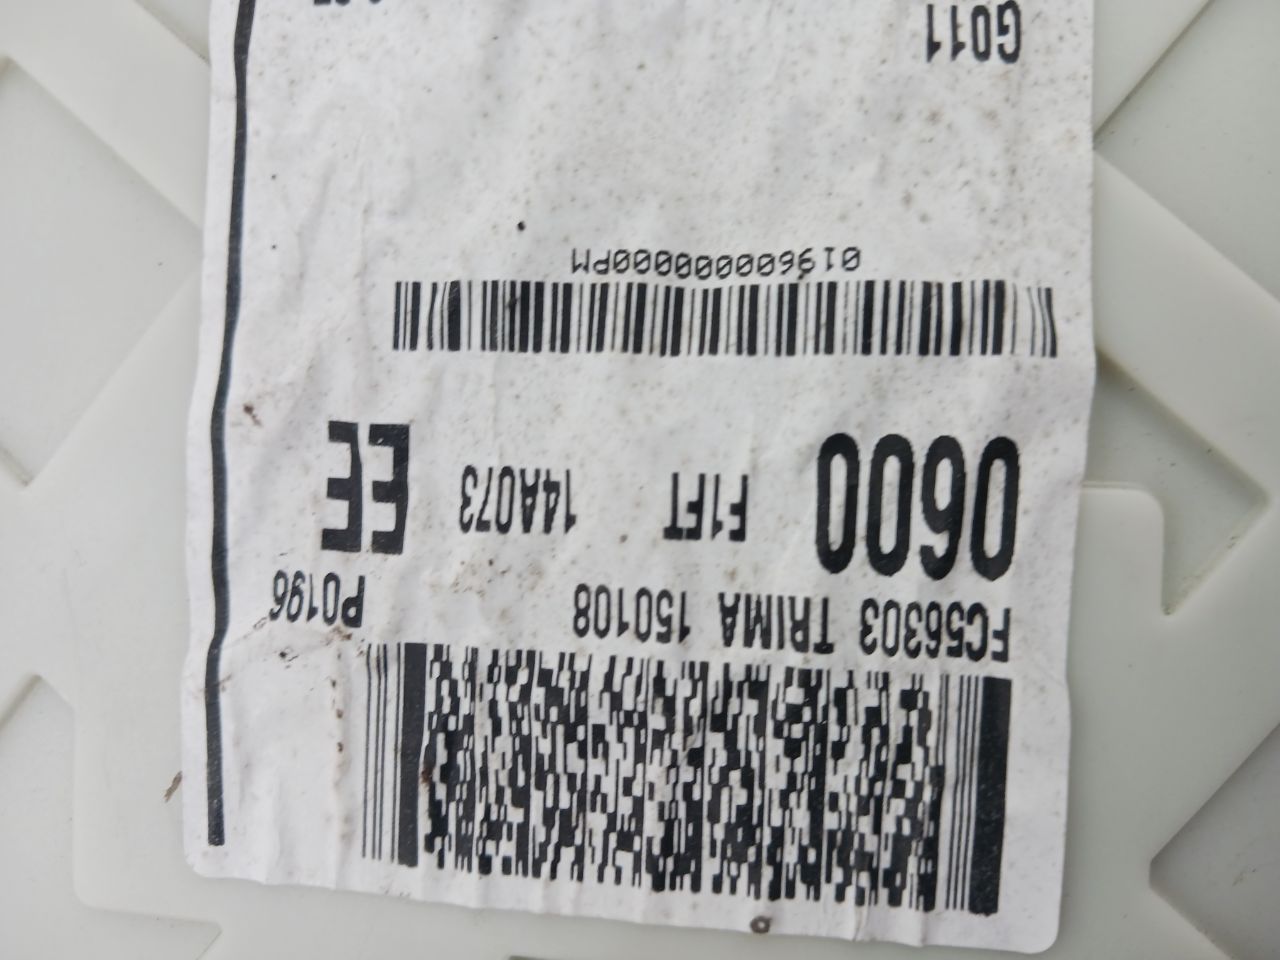 FC56303 TRIMA 150108 P0196
0600 F1FT 14A073 EE
0196000000000PM
G011